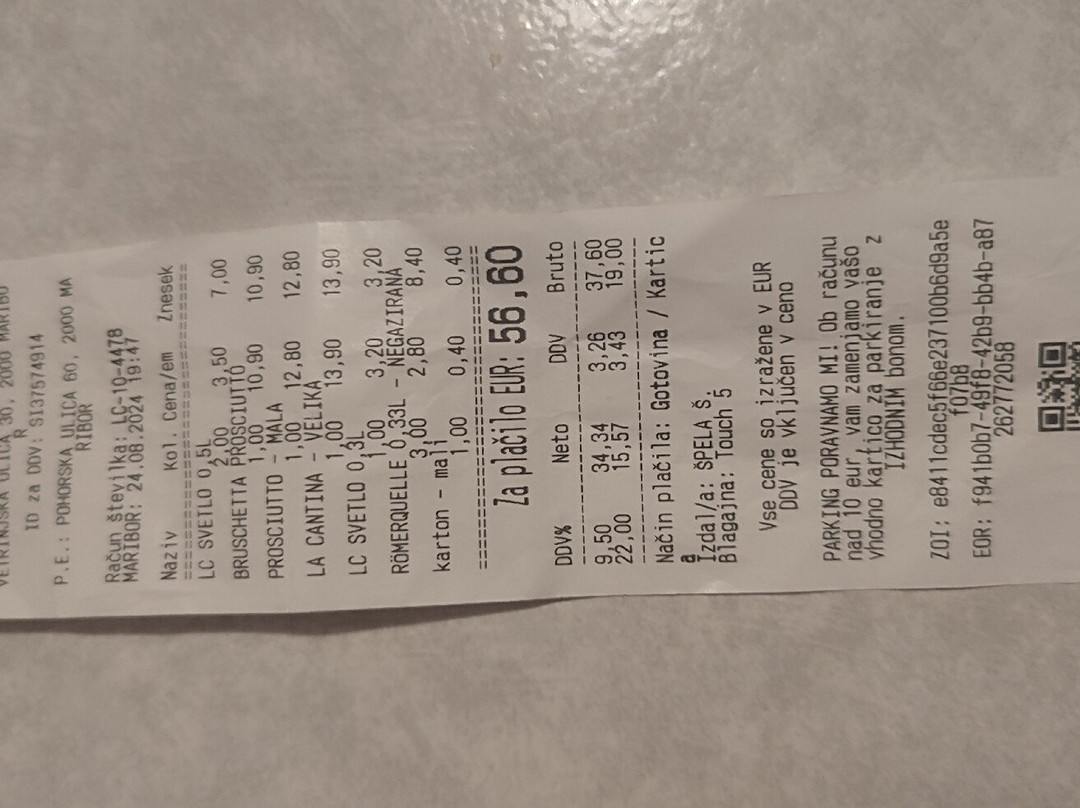 VETRINJSKA ULICA 30, 2000 MARIBO
R
ID za DDV: SI37574914
P.E.: POHORSKA ULICA 60, 2000 MA
RIBOR
Račun številka: LC-10-4478
MARIBOR: 24.08.2024 19:47
Naziv Kol. Cena/em Znesek
================================
LC SVETLO 0,5L
2,00 3,50 7,00
BRUSCHETTA PROSCIUTTO
1,00 10,90 10,90
PROSCIUTTO - MALA
1,00 12,80 12,80
LA CANTINA - VELIKA
1,00 13,90 13,90
LC SVETLO 0,3L
1,00 3,20 3,20
RÖMERQUELLE 0,33L - NEGAZIRANA
3,00 2,80 8,40
karton - mali
1,00 0,40 0,40
================================
Za plačilo EUR: 56,60
DDV% Neto DDV Bruto
--------------------------------
9,50 34,34 3,26 37,60
22,00 15,57 3,43 19,00
--------------------------------
Način plačila: Gotovina / Kartic
a
Izdal/a: ŠPELA Š.
Blagajna: Touch 5
Vse cene so izražene v EUR
DDV je vključen v ceno
PARKING PORAVNAMO MI! Ob računu
nad 10 eur, vam zamenjamo vašo
vhodno kartico za parkiranje z
IZHODNIM bonom.
ZOI: e8411cdec5f66e237100b6d9a5e
f07b8
EOR: f941b0b7-49f8-42b9-bb4b-a87
262772058